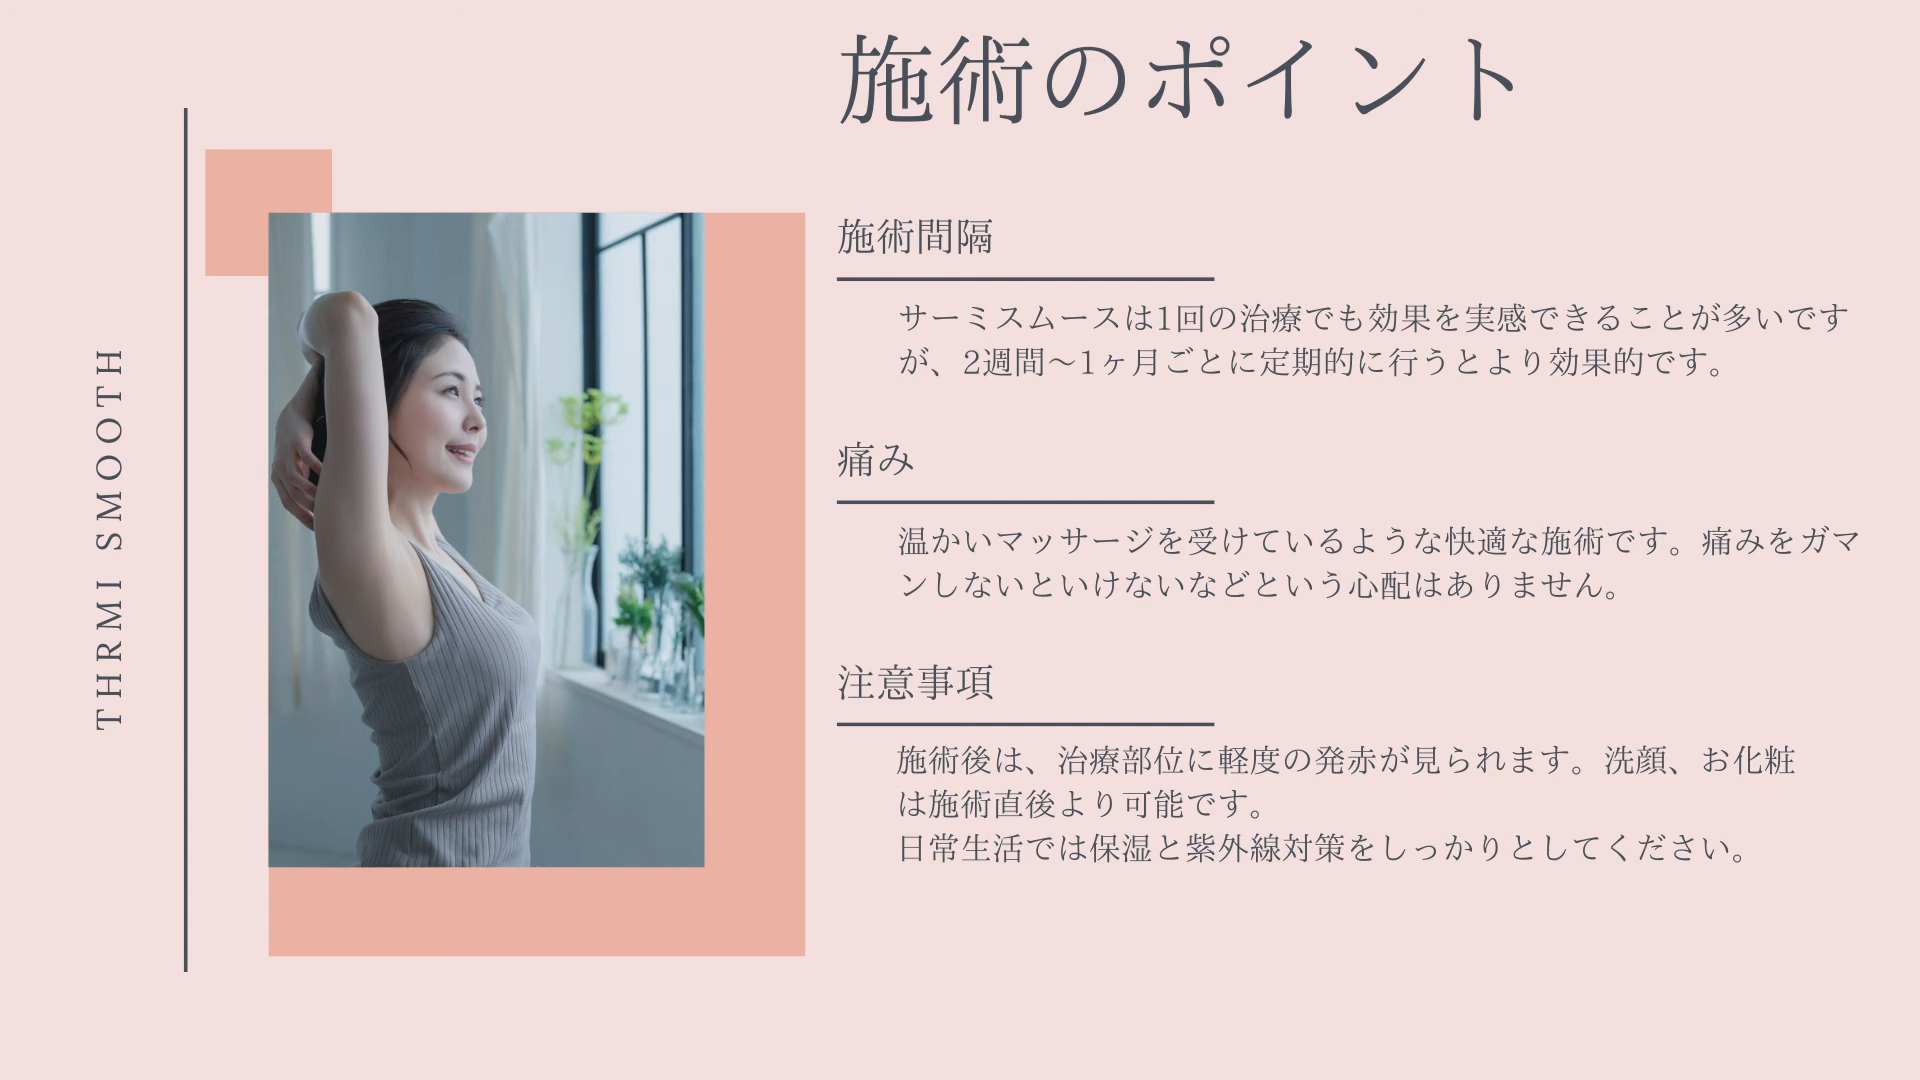 施術のポイント
THRMI SMOOTH
施術間隔
サーミスムースは1回の治療でも効果を実感できることが多いです
が、2週間〜1ヶ月ごとに定期的に行うとより効果的です。
痛み
温かいマッサージを受けているような快適な施術です。痛みをガマ
ンしないといけないなどという心配はありません。
注意事項
施術後は、治療部位に軽度の発赤が見られます。洗顔、お化粧
は施術直後より可能です。
日常生活では保湿と紫外線対策をしっかりとしてください。